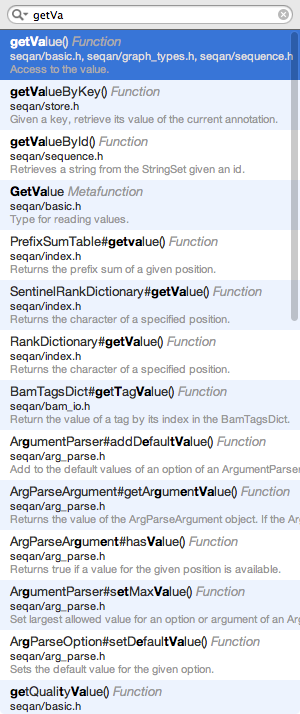 getVa
getValue() Function
seqan/basic.h, seqan/graph_types.h, seqan/sequence.h
Access to the value.
getValueByKey() Function
seqan/store.h
Given a key, retrieve its value of the current annotation.
getValueById() Function
seqan/sequence.h
Retrieves a string from the StringSet given an id.
GetValue Metafunction
seqan/basic.h
Type for reading values.
PrefixSumTable#getvalue() Function
seqan/index.h
Returns the prefix sum of a given position.
SentinelRankDictionary#getValue() Function
seqan/index.h
Returns the character of a specified position.
RankDictionary#getValue() Function
seqan/index.h
Returns the character of a specified position.
BamTagsDict#getTagValue() Function
seqan/bam_io.h
Return the value of a tag by its index in the BamTagsDict.
ArgumentParser#addDefaultValue() Function
seqan/arg_parse.h
Add to the default values of an option of an ArgumentParser
ArgParseArgument#getArgumentValue() Function
seqan/arg_parse.h
Returns the value of the ArgParseArgument object. If the Ar
ArgParseArgument#hasValue() Function
seqan/arg_parse.h
Returns true if a value for the given position is available.
ArgumentParser#setMaxValue() Function
seqan/arg_parse.h
Set largest allowed value for an option or argument of an Arg
ArgParseOption#setDefaultValue() Function
seqan/arg_parse.h
Sets the default value for the given option.
getQualityValue() Function
seqan/basic.h